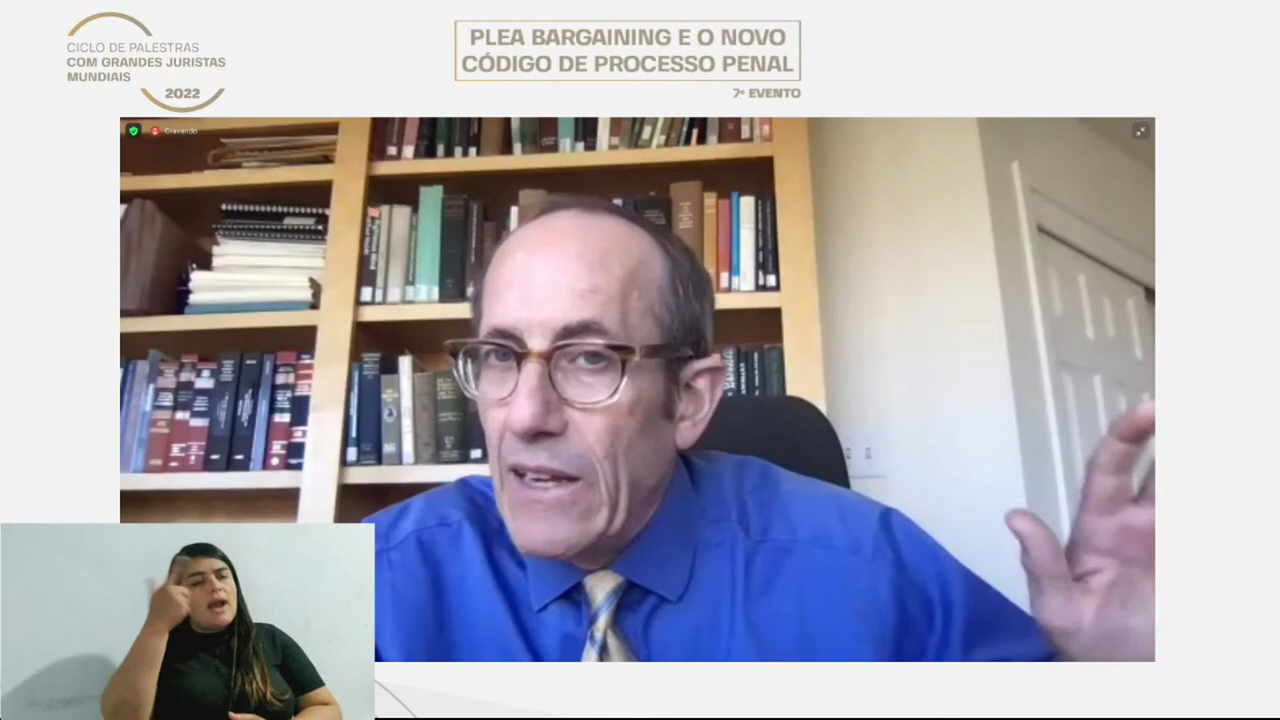 CICLO DE PALESTRAS
COM GRANDES JURISTAS
MUNDIAIS
2022
PLEA BARGAINING E O NOVO
CÓDIGO DE PROCESSO PENAL
7º EVENTO
Gravando